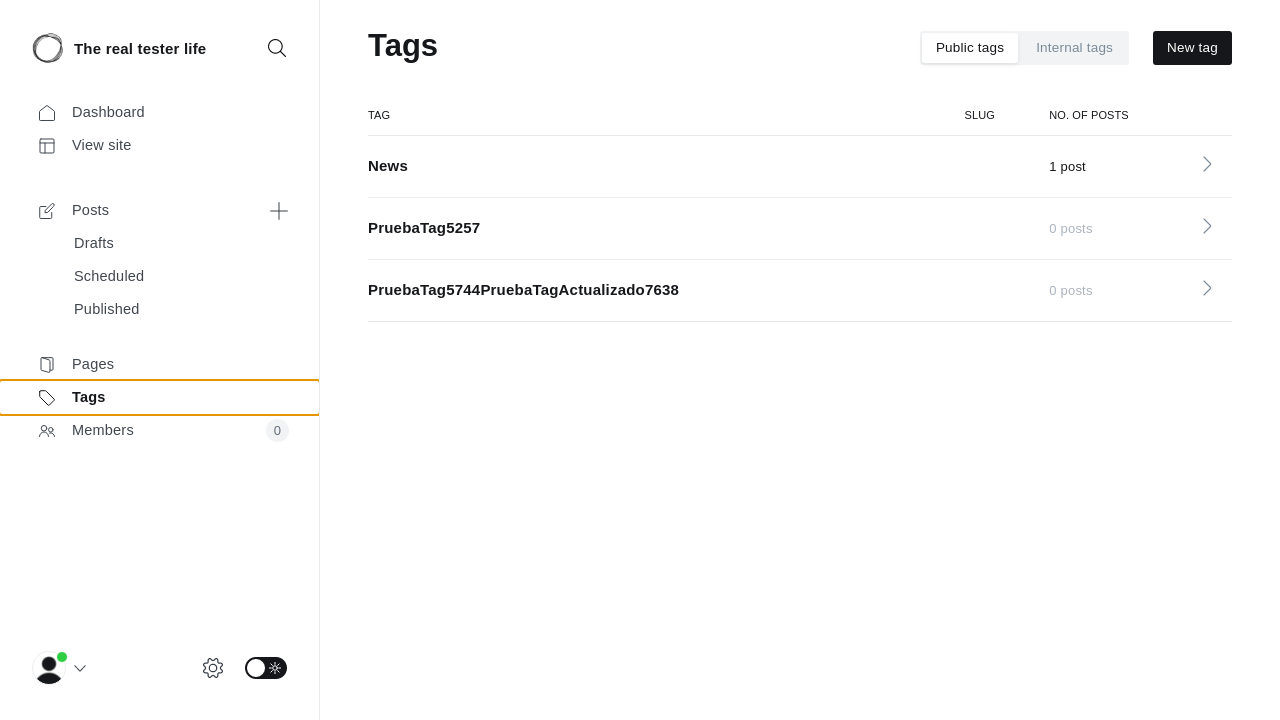 The real tester life
Dashboard
View site
Posts
Drafts
Scheduled
Published
Pages
Tags
Members
0
Tags
Public tags
Internal tags
New tag
TAG
SLUG
NO. OF POSTS
News
1 post
PruebaTag5257
0 posts
PruebaTag5744PruebaTagActualizado7638
0 posts